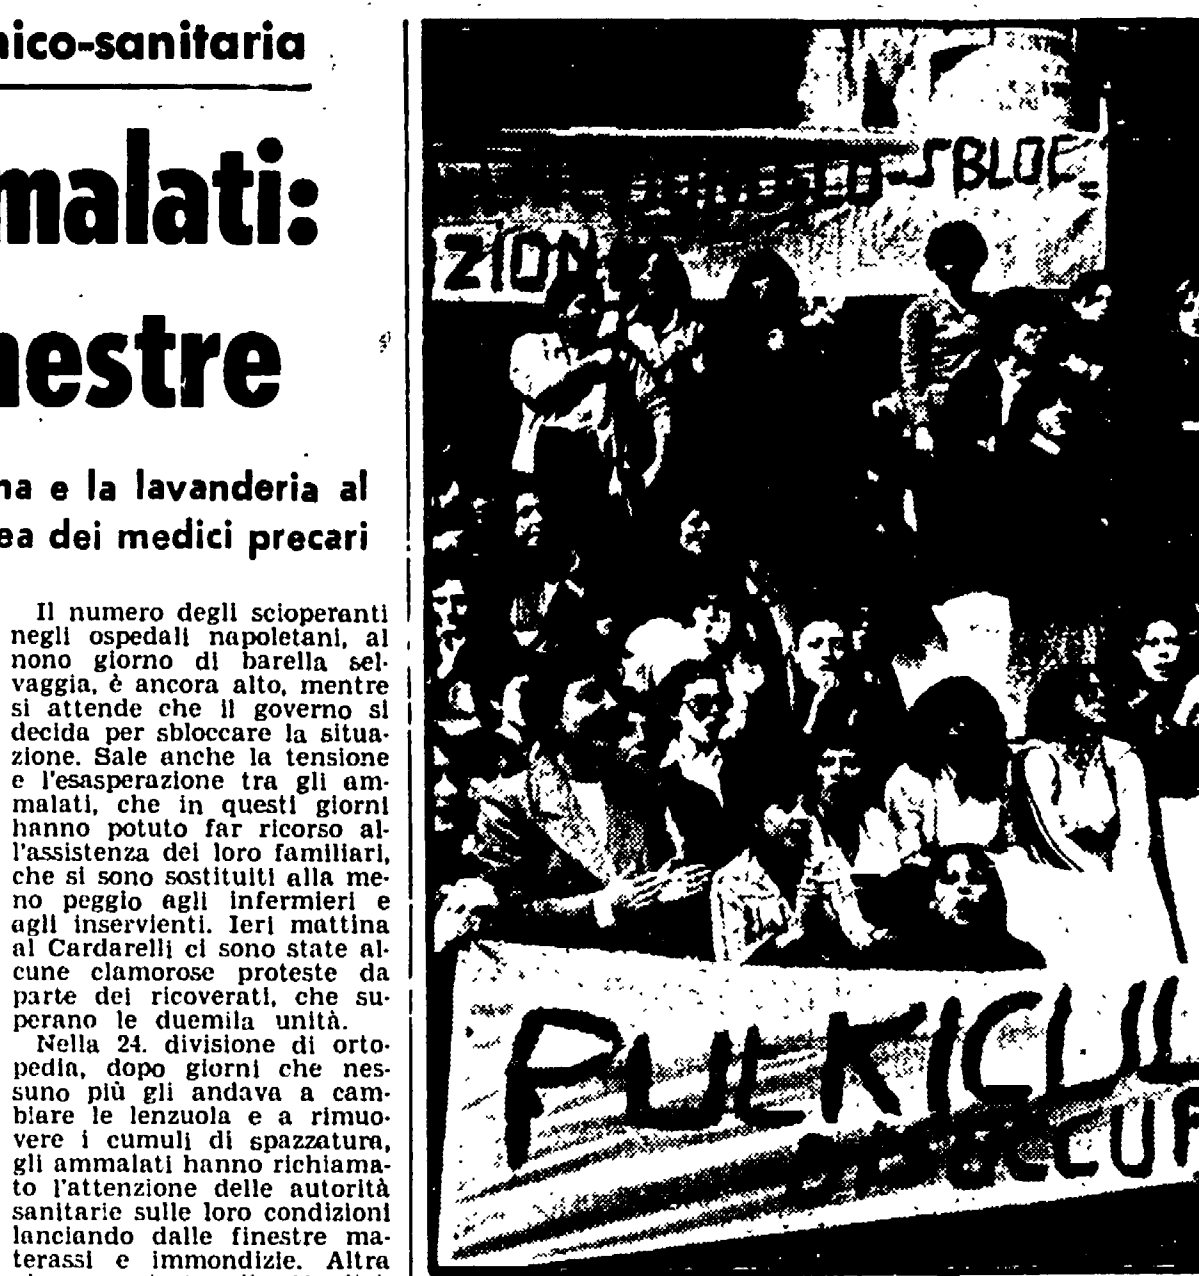 nico-sanitaria
malati:
nestre
na e la lavanderia al
ea dei medici precari
Il numero degli scioperanti
negli ospedali napoletani, al
nono giorno di barella sel-
vaggia, è ancora alto, mentre
si attende che il governo si
decida per sbloccare la situa-
zione. Sale anche la tensione
e l'esasperazione tra gli am-
malati, che in questi giorni
hanno potuto far ricorso al-
l'assistenza dei loro familiari,
che si sono sostituiti alla me-
no peggio agli infermieri e
agli inservienti. Ieri mattina
al Cardarelli ci sono state al-
cune clamorose proteste da
parte dei ricoverati, che su-
perano le duemila unità.
Nella 24. divisione di orto-
pedia, dopo giorni che nes-
suno più gli andava a cam-
biare le lenzuola e a rimuo-
vere i cumuli di spazzatura,
gli ammalati hanno richiama-
to l'attenzione delle autorità
sanitarie sulle loro condizioni
lanciando dalle finestre ma-
terassi e immondizie. Altra
SBLOC
ZION